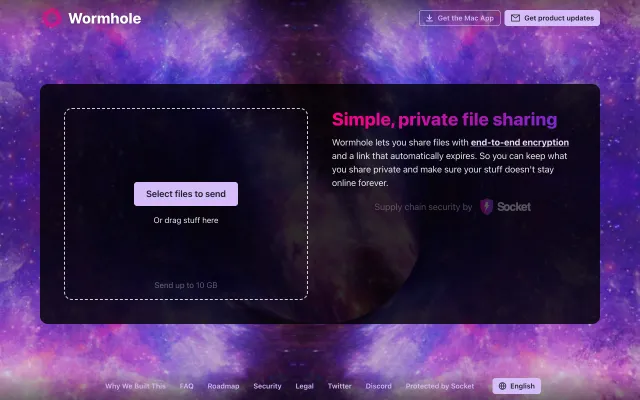 Wormhole
Get the Mac App
Get product updates
Select files to send
Or drag stuff here
Send up to 10 GB
Simple, private file sharing
Wormhole lets you share files with end-to-end encryption
and a link that automatically expires. So you can keep what
you share private and make sure your stuff doesn't stay
online forever.
Supply chain security by Socket
Why We Built This FAQ Roadmap Security Legal Twitter Discord Protected by Socket English